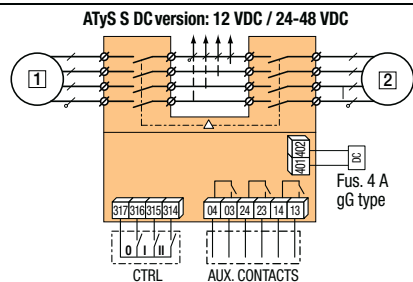 ATyS S DC version: 12 VDC / 24-48 VDC
1
2
401 402
DC
Fus. 4 A
gG type
317 316 315 314
04 03 24 23 14 13
0 I II
CTRL
AUX. CONTACTS